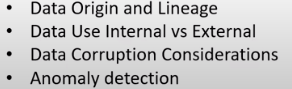 • Data Origin and Lineage
• Data Use Internal vs External
• Data Corruption Considerations
• Anomaly detection